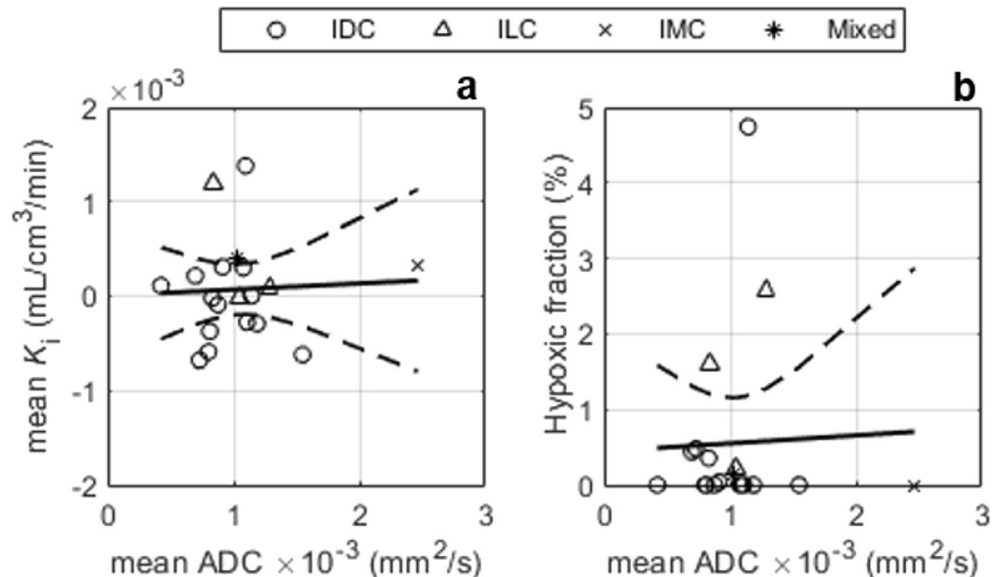 IDC ILC IMC Mixed
×10⁻³ a b
2 1 0 -1 -2
mean Kᵢ (mL/cm³/min)
0 1 2 3
mean ADC ×10⁻³ (mm²/s)
5 4 3 2 1 0
Hypoxic fraction (%)
0 1 2 3
mean ADC ×10⁻³ (mm²/s)